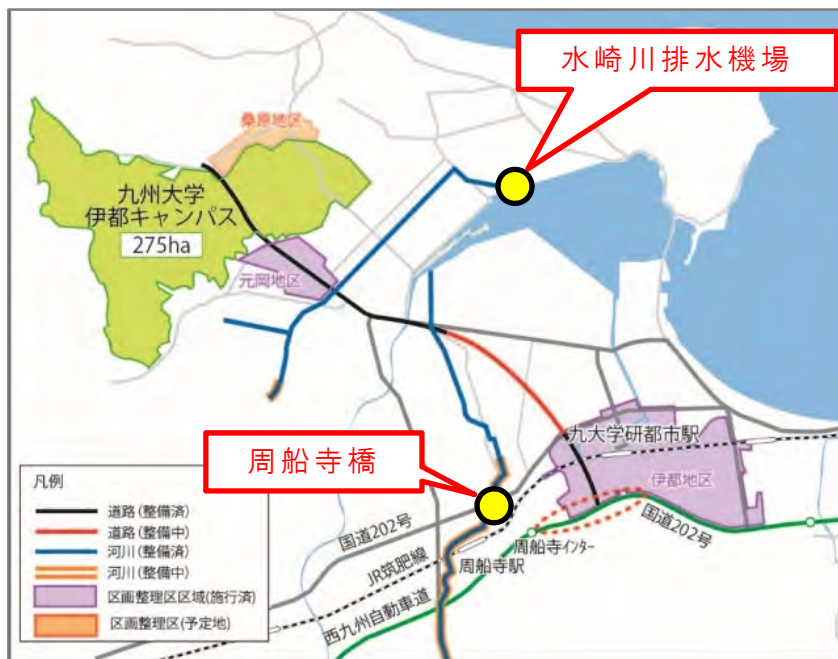 水崎川排水機場
桑原地区
九州大学
伊都キャンパス
275ha
元岡地区
周船寺橋
九大学研都市駅
伊都地区
国道202号
国道202号
周船寺インター
周船寺駅
JR筑肥線
西九州自動車道
凡例
道路(整備済)
道路(整備中)
河川(整備済)
河川(整備中)
区画整理区区域(施行済)
区画整理区(予定地)